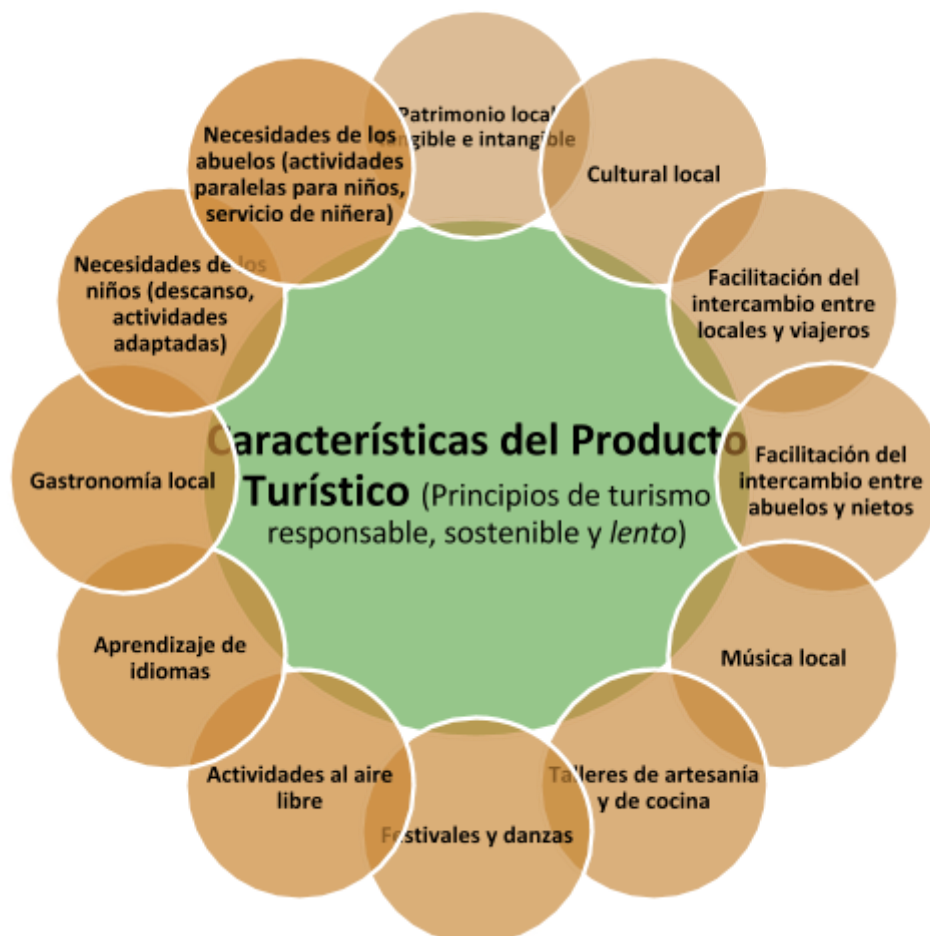 Características del Producto
Turístico (Principios de turismo
responsable, sostenible y lento)
Patrimonio local
tangible e intangible
Cultural local
Facilitación del
intercambio entre
locales y viajeros
Facilitación del
intercambio entre
abuelos y nietos
Música local
Talleres de artesanía
y de cocina
Festivales y danzas
Actividades al aire
libre
Aprendizaje de
idiomas
Gastronomía local
Necesidades de los
niños (descanso,
actividades
adaptadas)
Necesidades de los
abuelos (actividades
paralelas para niños,
servicio de niñera)